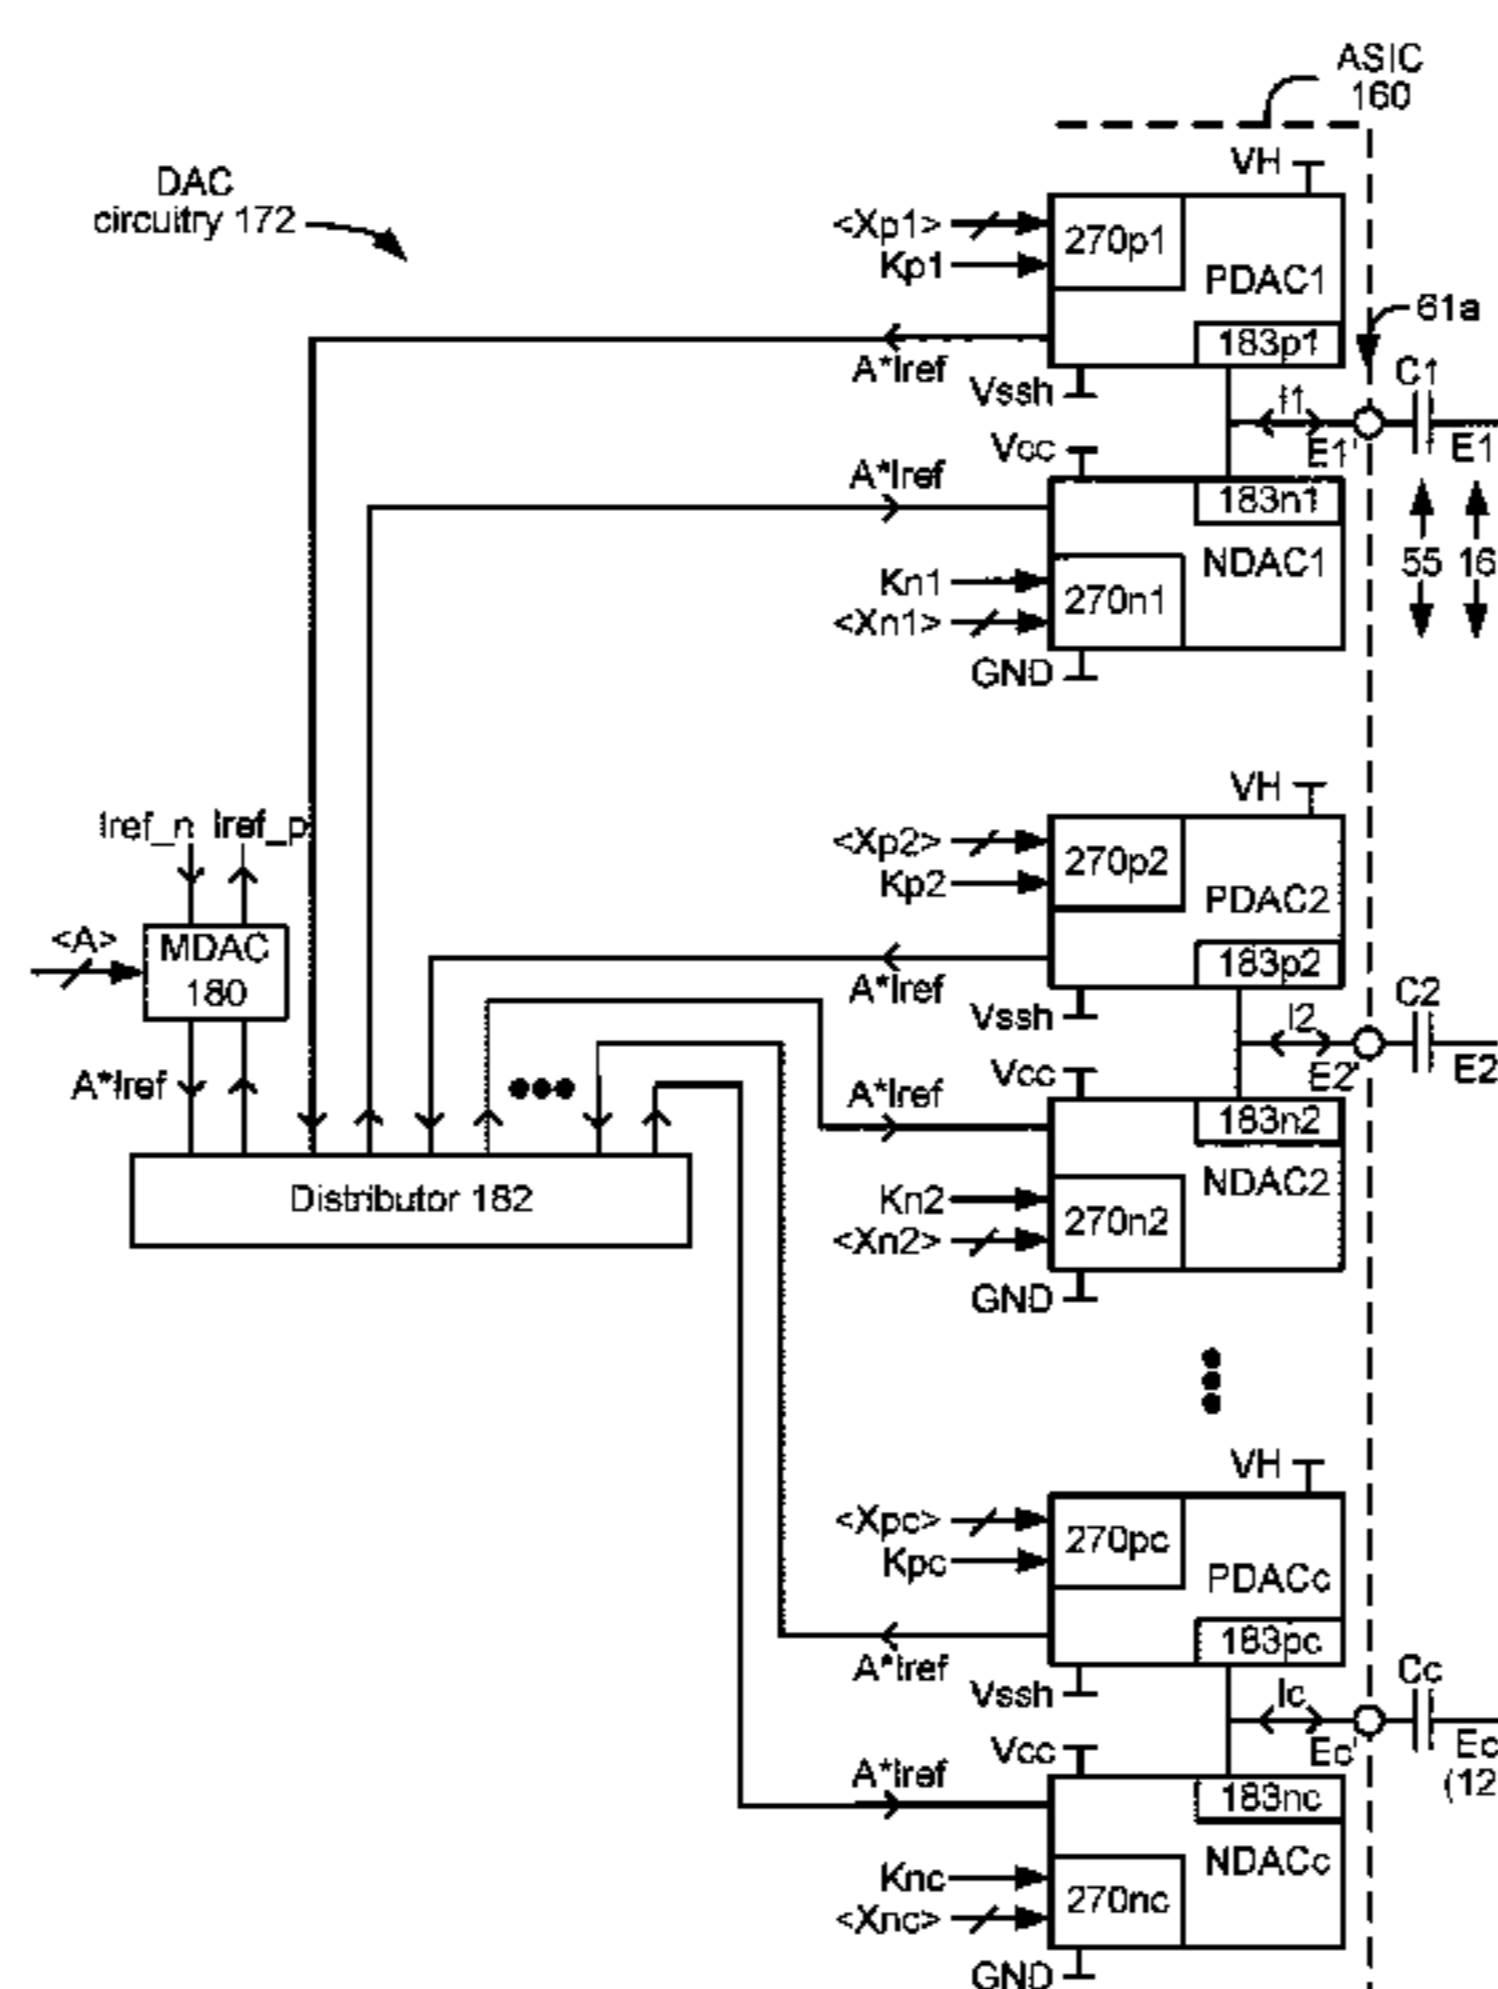 ASIC
160
DAC
circuitry 172
VH
<Xp1>
Kp1
270p1
PDAC1
183p1
A*Iref
Vssh
61a
C1
I1
E1'
E1
Vcc
A*Iref
183n1
NDAC1
Kn1
<Xn1>
270n1
GND
55 16
VH
<Xp2>
Kp2
270p2
PDAC2
183p2
A*Iref
Vssh
C2
I2
E2'
E2
Vcc
A*Iref
183n2
NDAC2
Kn2
<Xn2>
270n2
GND
Iref_n Iref_p
<A>
MDAC
180
A*Iref
Distributor 182
VH
<Xpc>
Kpc
270pc
PDACc
183pc
A*Iref
Vssh
Cc
Ic
Ec'
Ec
(12
Vcc
A*Iref
183nc
NDACc
Knc
<Xnc>
270nc
GND